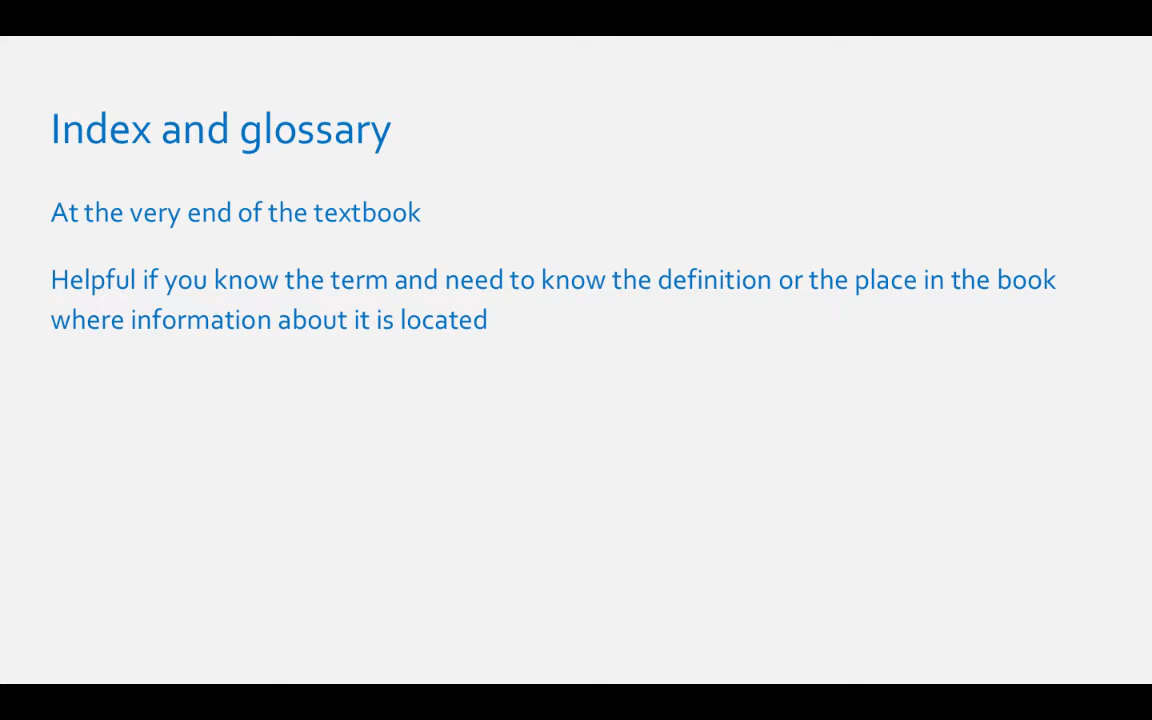 Index and glossary
At the very end of the textbook
Helpful if you know the term and need to know the definition or the place in the book
where information about it is located